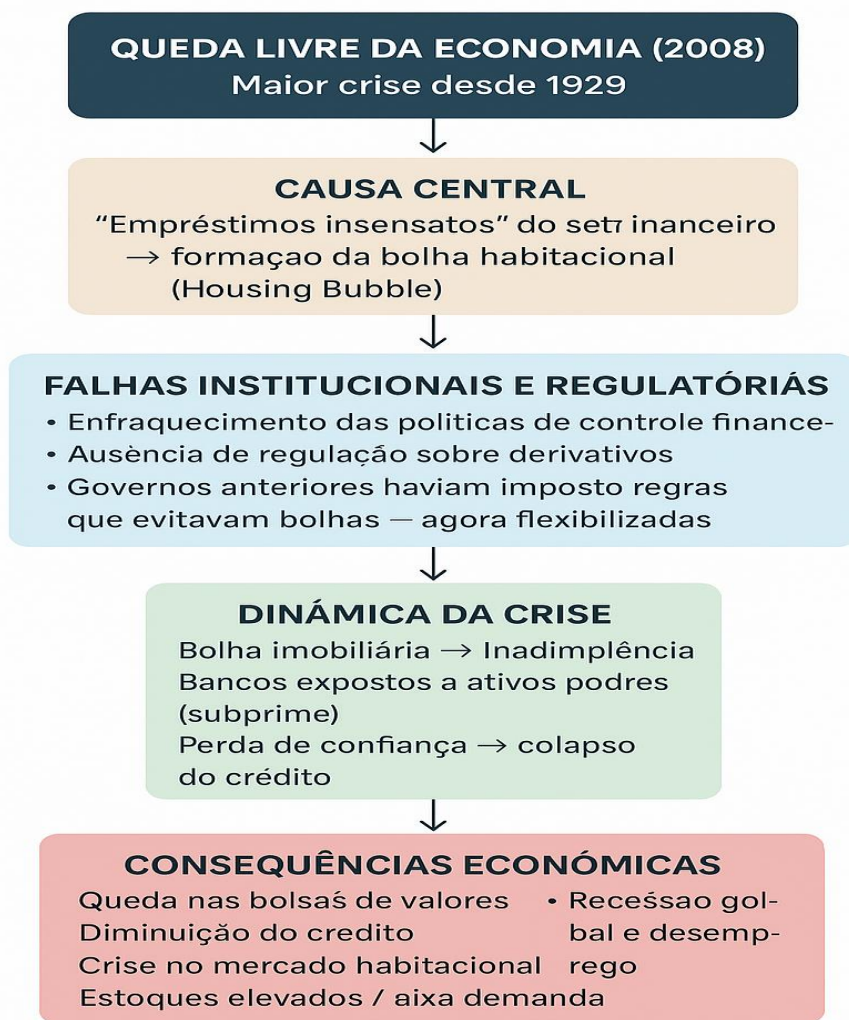 QUEDA LIVRE DA ECONOMIA (2008)
Maior crise desde 1929
CAUSA CENTRAL
“Empréstimos insensatos” do setr inanceiro
→ formaçao da bolha habitacional
(Housing Bubble)
FALHAS INSTITUCIONAIS E REGULATÓRIÁS
• Enfraquecimento das politicas de controle finance-
• Ausència de regulação sobre derivativos
• Governos anteriores haviam imposto regras
que evitavam bolhas — agora flexibilizadas
DINÁMICA DA CRISE
Bolha imobiliária → Inadimplência
Bancos expostos a ativos podres
(subprime)
Perda de confiança → colapso
do crédito
CONSEQUÊNCIAS ECONÓMICAS
Queda nas bolsaś de valores
Diminuição do credito
Crise no mercado habitacional
Estoques elevados / aixa demanda
• Receśsao gol-
bal e desemp-
rego